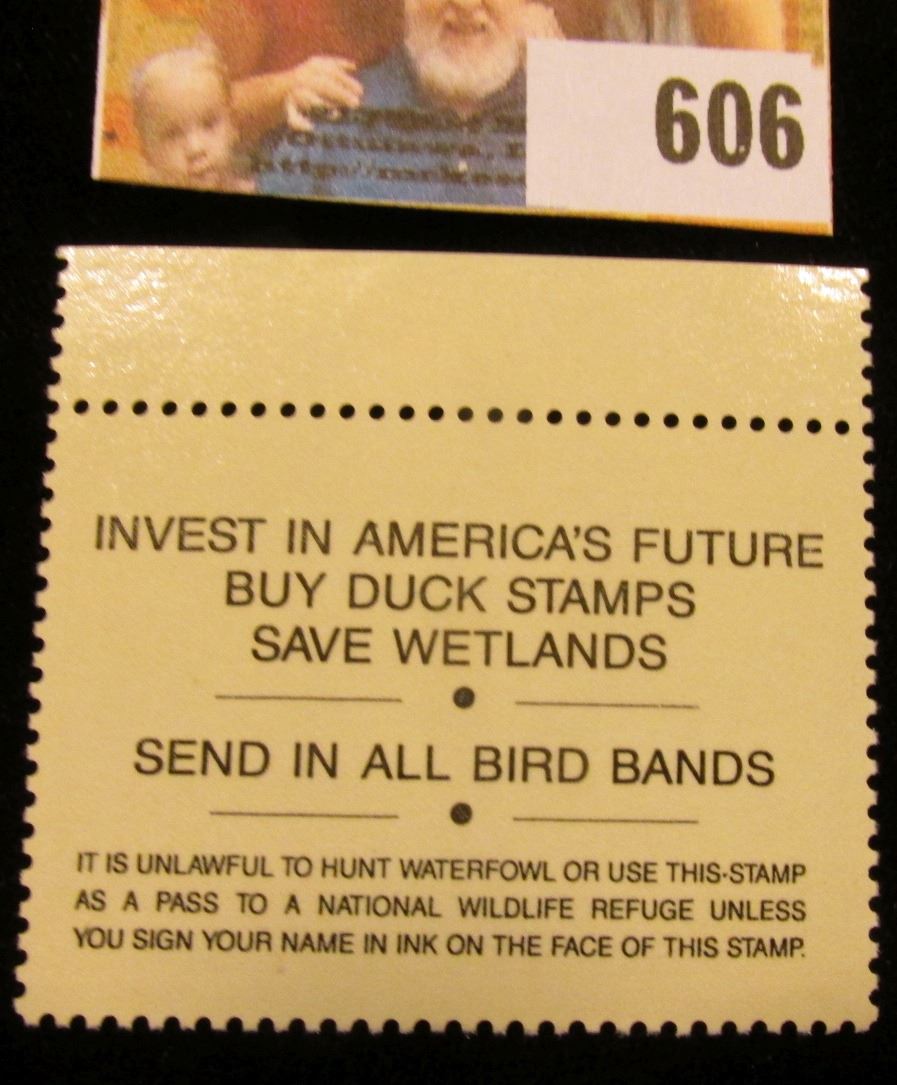 606
INVEST IN AMERICA'S FUTURE
BUY DUCK STAMPS
SAVE WETLANDS
SEND IN ALL BIRD BANDS
IT IS UNLAWFUL TO HUNT WATERFOWL OR USE THIS STAMP
AS A PASS TO A NATIONAL WILDLIFE REFUGE UNLESS
YOU SIGN YOUR NAME IN INK ON THE FACE OF THIS STAMP.